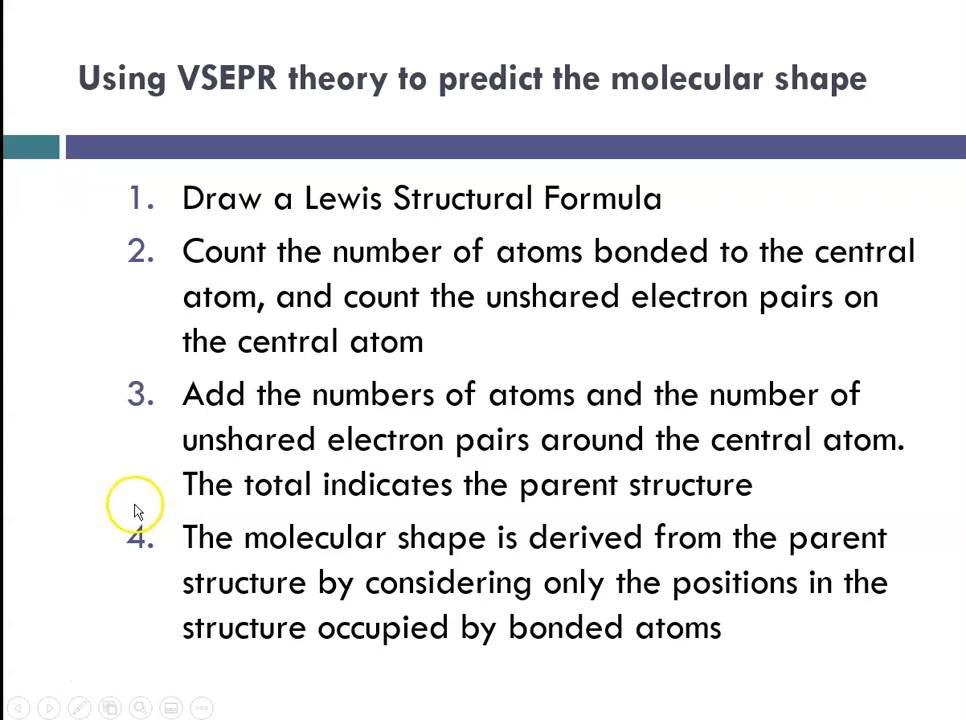 Using VSEPR theory to predict the molecular shape
1. Draw a Lewis Structural Formula
2. Count the number of atoms bonded to the central
atom, and count the unshared electron pairs on
the central atom
3. Add the numbers of atoms and the number of
unshared electron pairs around the central atom.
The total indicates the parent structure
4. The molecular shape is derived from the parent
structure by considering only the positions in the
structure occupied by bonded atoms